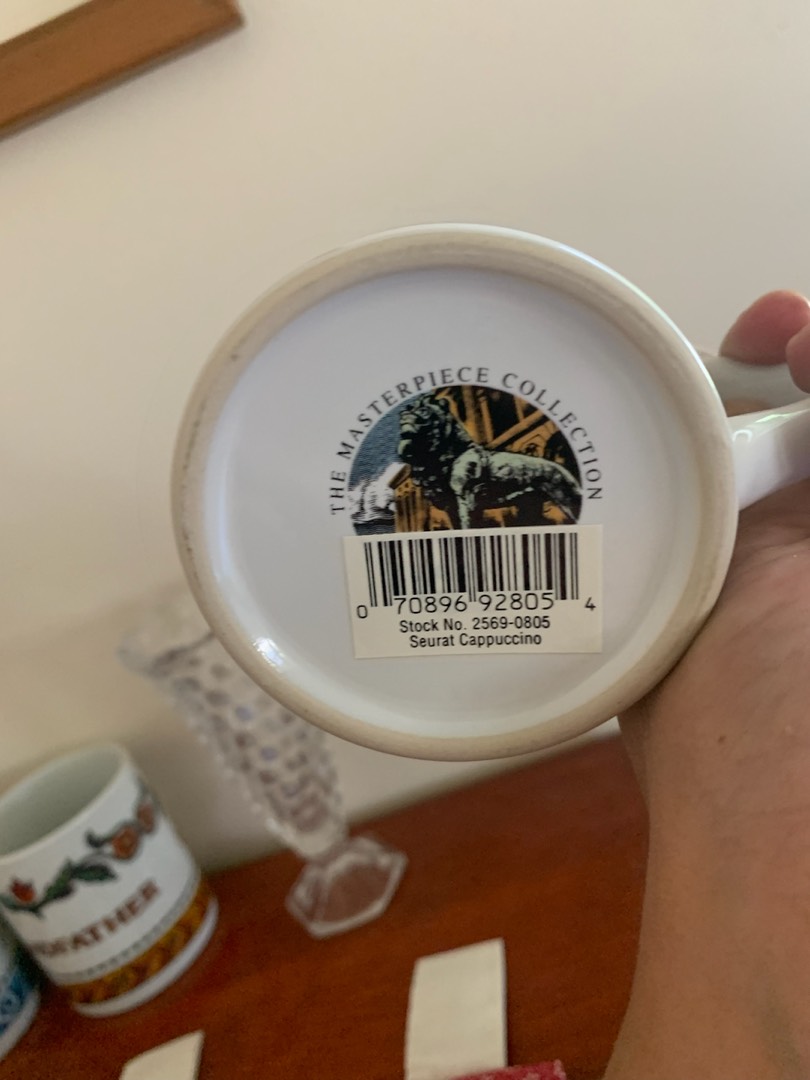 THE MASTERPIECE COLLECTION
0 70896 92805 4
Stock No. 2569-0805
Seurat Cappuccino